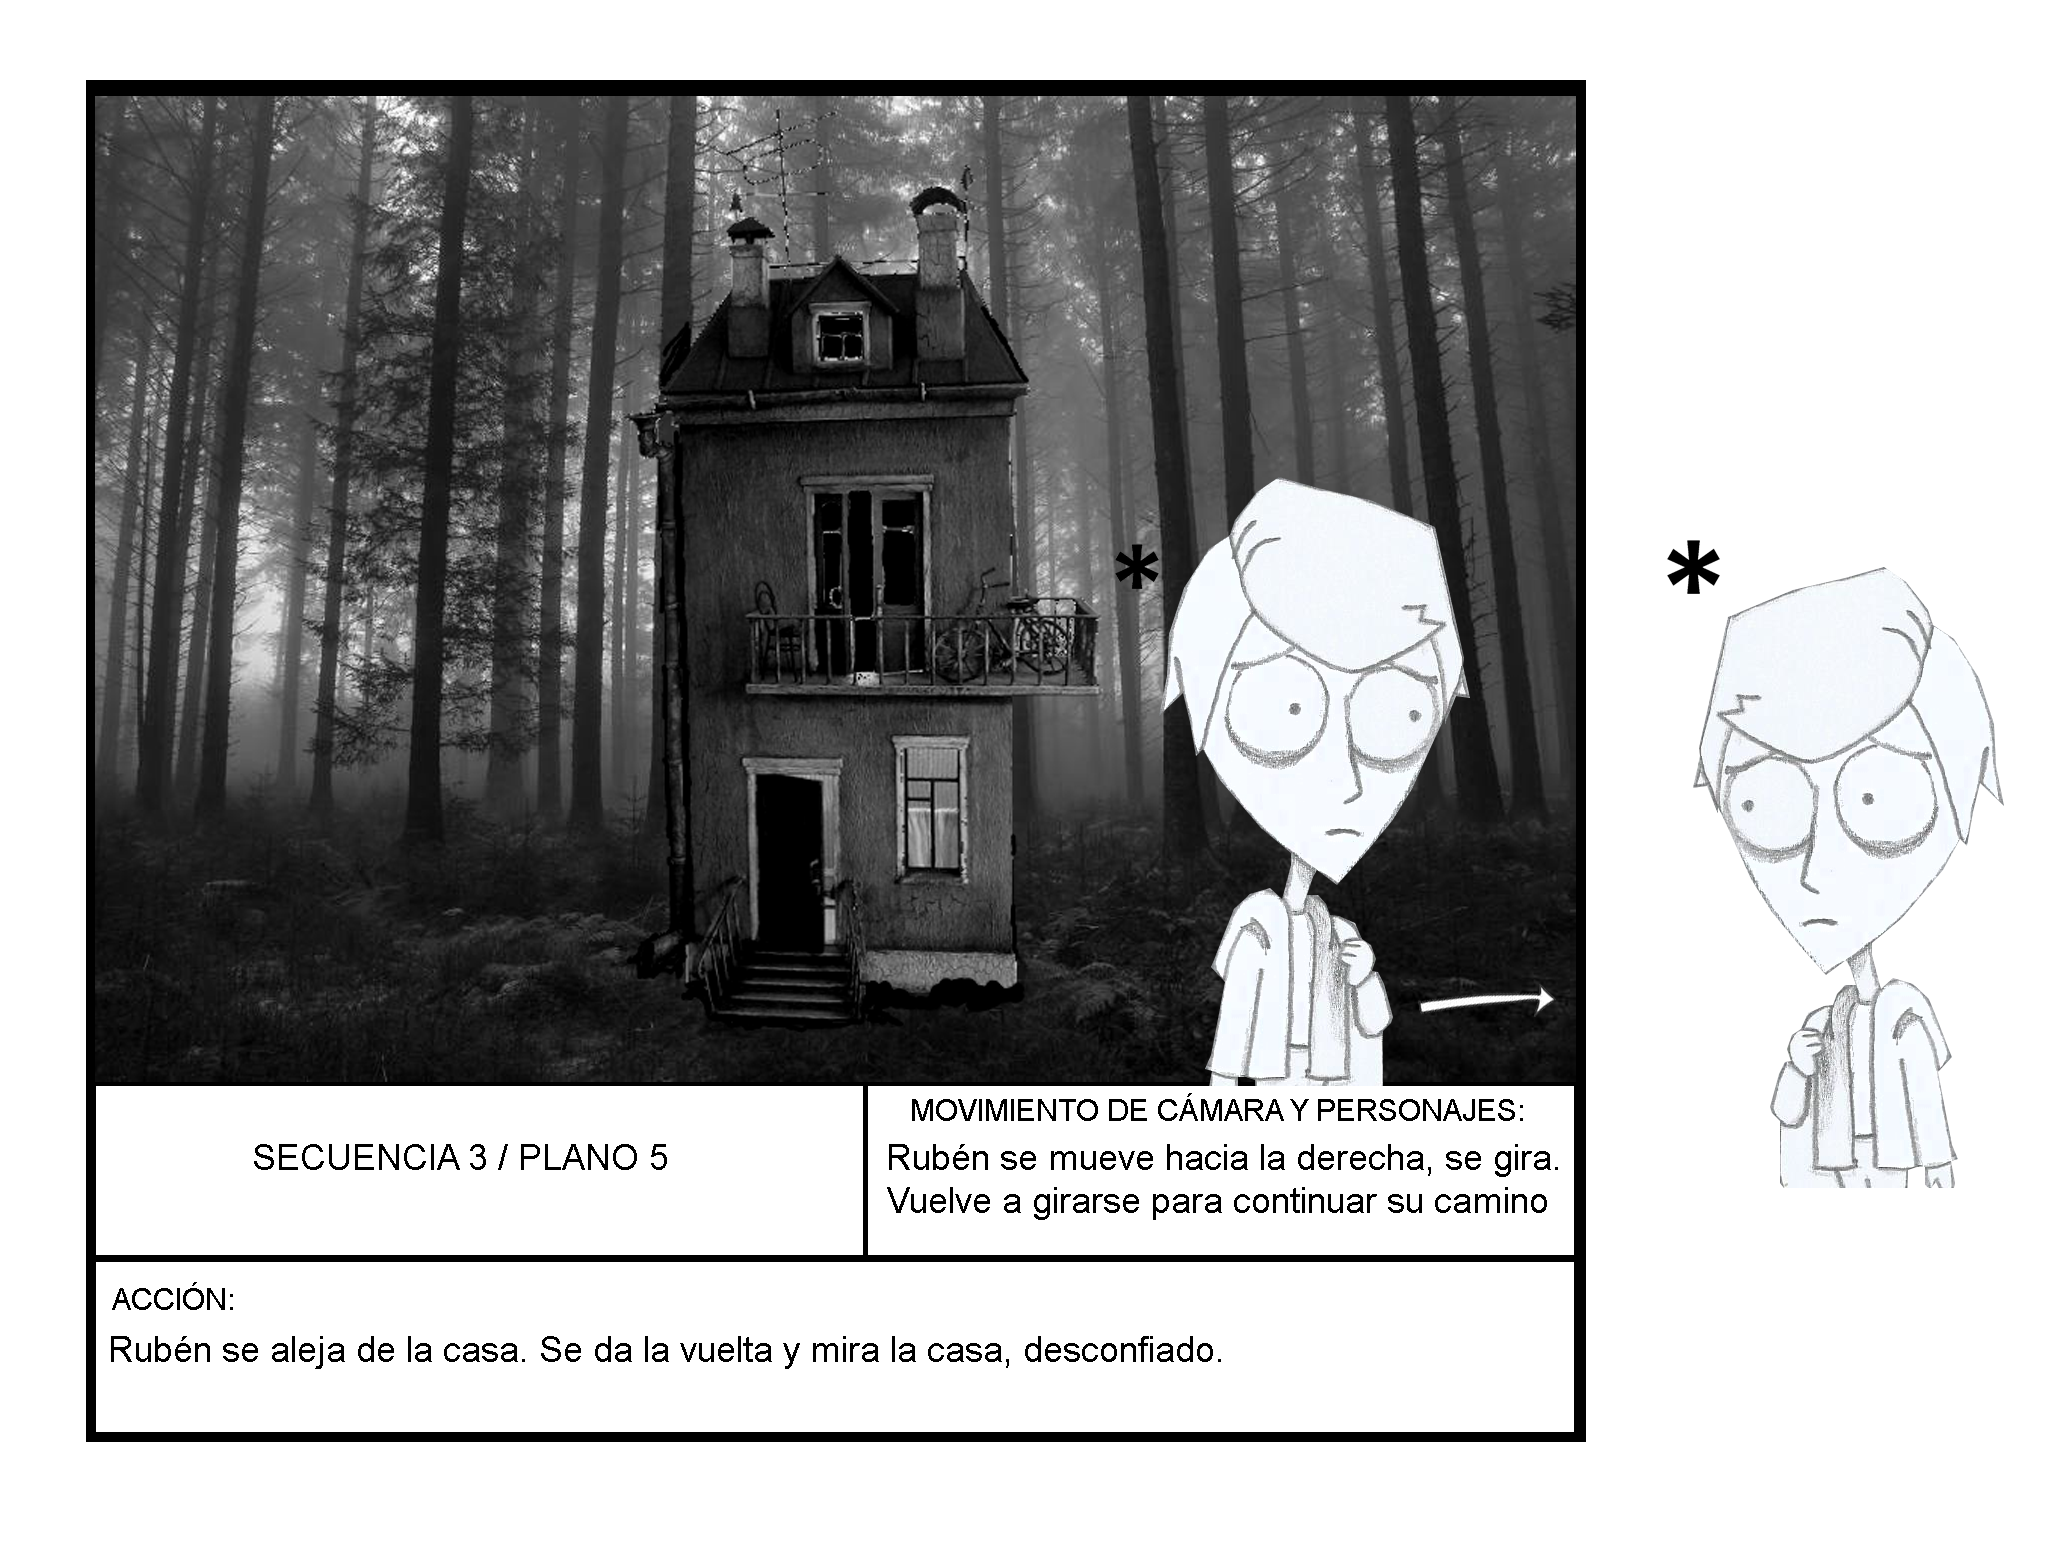 *
*
SECUENCIA 3 / PLANO 5
MOVIMIENTO DE CÁMARA Y PERSONAJES:
Rubén se mueve hacia la derecha, se gira.
Vuelve a girarse para continuar su camino
ACCIÓN:
Rubén se aleja de la casa. Se da la vuelta y mira la casa, desconfiado.